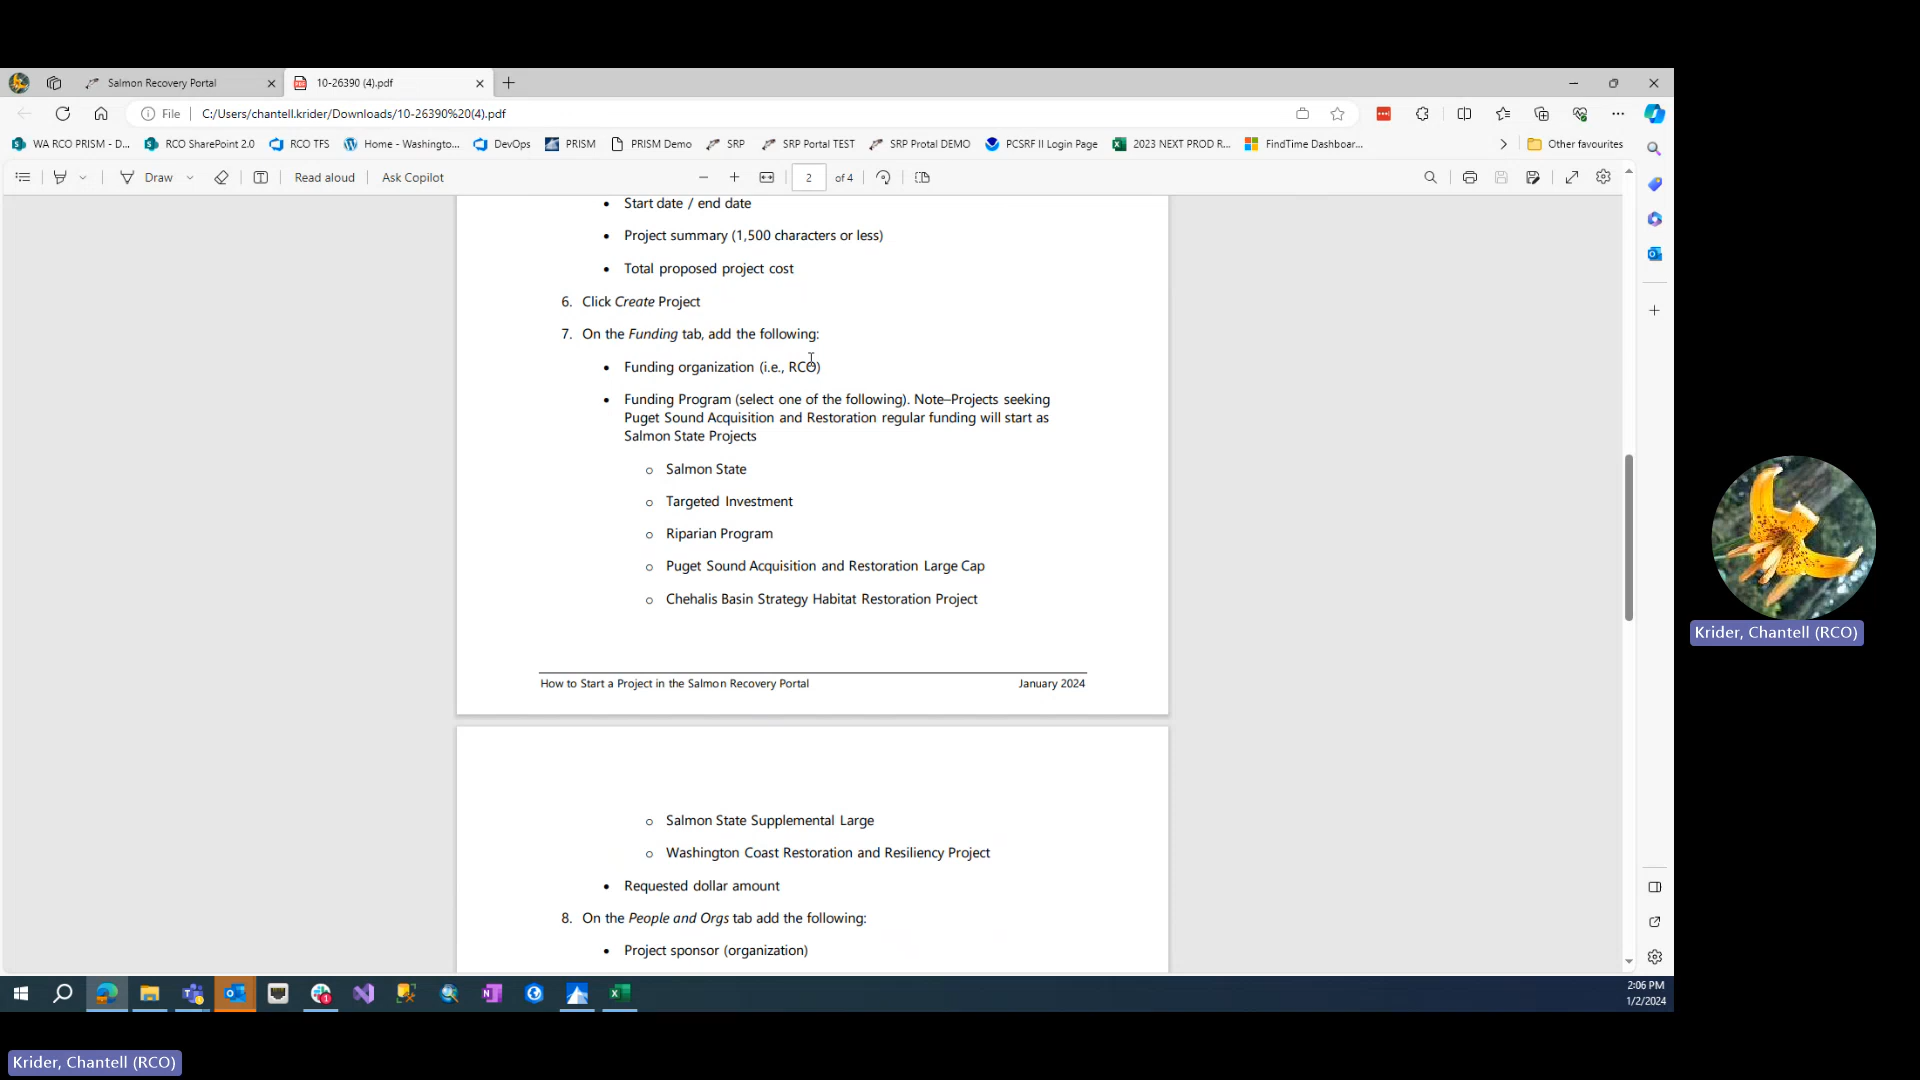 Salmon Recovery Portal
10-26390 (4).pdf
File
C:/Users/chantell.krider/Downloads/10-26390%20(4).pdf
WA RCO PRISM - D...
RCO SharePoint 2.0
RCO TFS
Home - Washingto...
DevOps
PRISM
PRISM Demo
SRP
SRP Portal TEST
SRP Protal DEMO
PCSRF II Login Page
2023 NEXT PROD R...
FindTime Dashboar...
Other favourites
Draw
Read aloud
Ask Copilot
2
of 4
• Start date / end date
• Project summary (1,500 characters or less)
• Total proposed project cost
6. Click Create Project
7. On the Funding tab, add the following:
• Funding organization (i.e., RCO)
• Funding Program (select one of the following). Note–Projects seeking
Puget Sound Acquisition and Restoration regular funding will start as
Salmon State Projects
o Salmon State
o Targeted Investment
o Riparian Program
o Puget Sound Acquisition and Restoration Large Cap
o Chehalis Basin Strategy Habitat Restoration Project
How to Start a Project in the Salmon Recovery Portal
January 2024
o Salmon State Supplemental Large
o Washington Coast Restoration and Resiliency Project
• Requested dollar amount
8. On the People and Orgs tab add the following:
• Project sponsor (organization)
Krider, Chantell (RCO)
2:06 PM
1/2/2024
Krider, Chantell (RCO)